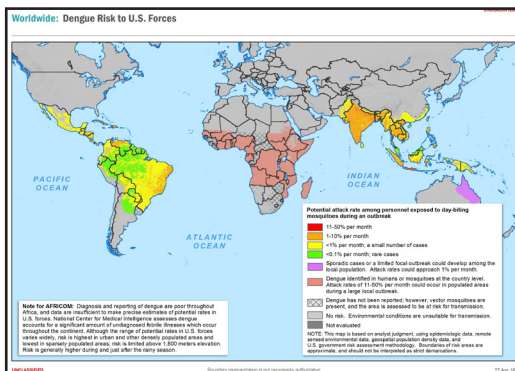 Worldwide: Dengue Risk to U.S. Forces
PACIFIC
OCEAN
ATLANTIC
OCEAN
INDIAN
OCEAN
Potential attack rate among personnel exposed to day-biting
mosquitoes during an outbreak
11-50% per month
1-10% per month
<1% per month; a small number of cases
<0.1% per month; rare cases
Sporadic cases or a limited focal outbreak could develop among the
local population. Attack rates could approach 1% per month.
Dengue identified in humans or mosquitoes at the country level.
Attack rates of 11-50% per month could occur in populated areas
during a large local outbreak.
Dengue has not been reported; however, vector mosquitoes are
present, and the area is assessed to be at risk for transmission.
No risk. Environmental conditions are unsuitable for transmission.
Not evaluated
NOTE: This map is based on analyst judgment, using epidemiologic data, remote
sensed environmental data, geospatial population density data, and
U.S. government risk assessment methodology. Boundaries of risk areas are
approximate, and should not be interpreted as strict demarcations.
Note for AFRICOM: Diagnosis and reporting of dengue are poor throughout
Africa, and data are insufficient to make precise estimates of potential rates in
U.S. forces. National Center for Medical Intelligence assesses dengue
accounts for a significant amount of undiagnosed febrile illnesses which occur
throughout the continent. Although the range of potential rates in U.S. forces
varies widely, risk is highest in urban and other densely populated areas and
lowest in sparsely populated areas; risk is limited above 1,800 meters elevation.
Risk is generally higher during and just after the rainy season.
UNCLASSIFIED
Boundary representation is not necessarily authoritative